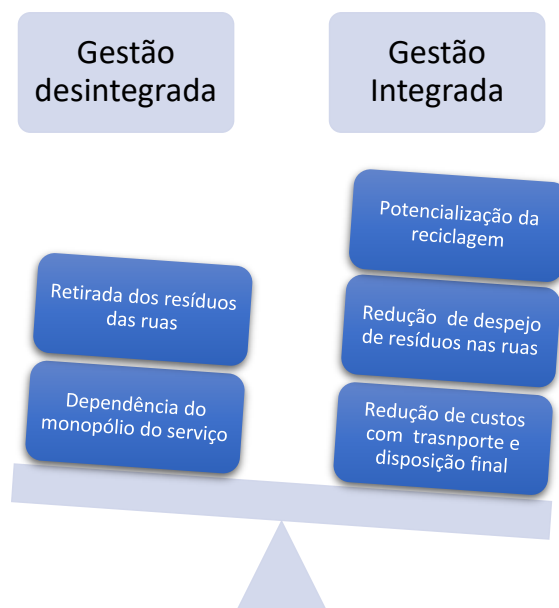 Gestão
desintegrada
Gestão
Integrada
Retirada dos resíduos
das ruas
Dependência do
monopólio do serviço
Potencialização da
reciclagem
Redução de despejo
de resíduos nas ruas
Redução de custos
com trasnporte e
disposição final